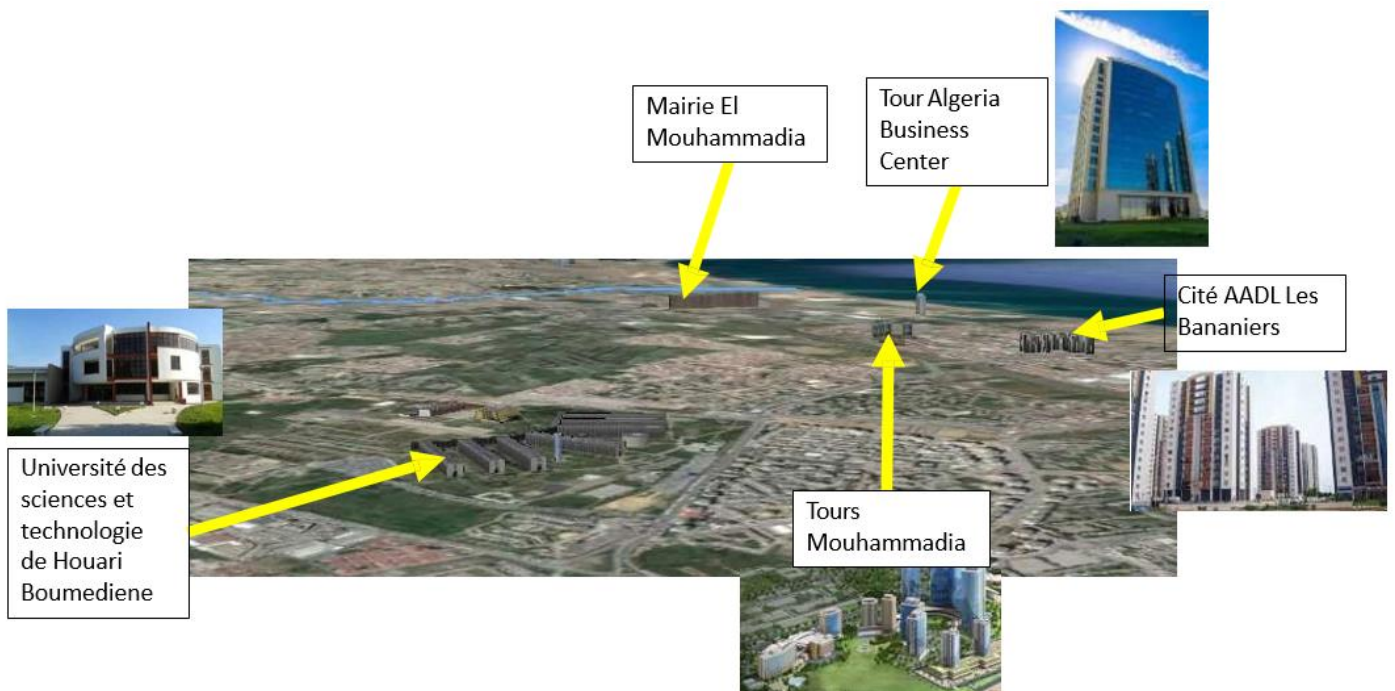 Mairie El
Mouhammadia
Tour Algeria
Business
Center
Cité AADL Les
Bananiers
Université des
sciences et
technologie
de Houari
Boumediene
Tours
Mouhammadia